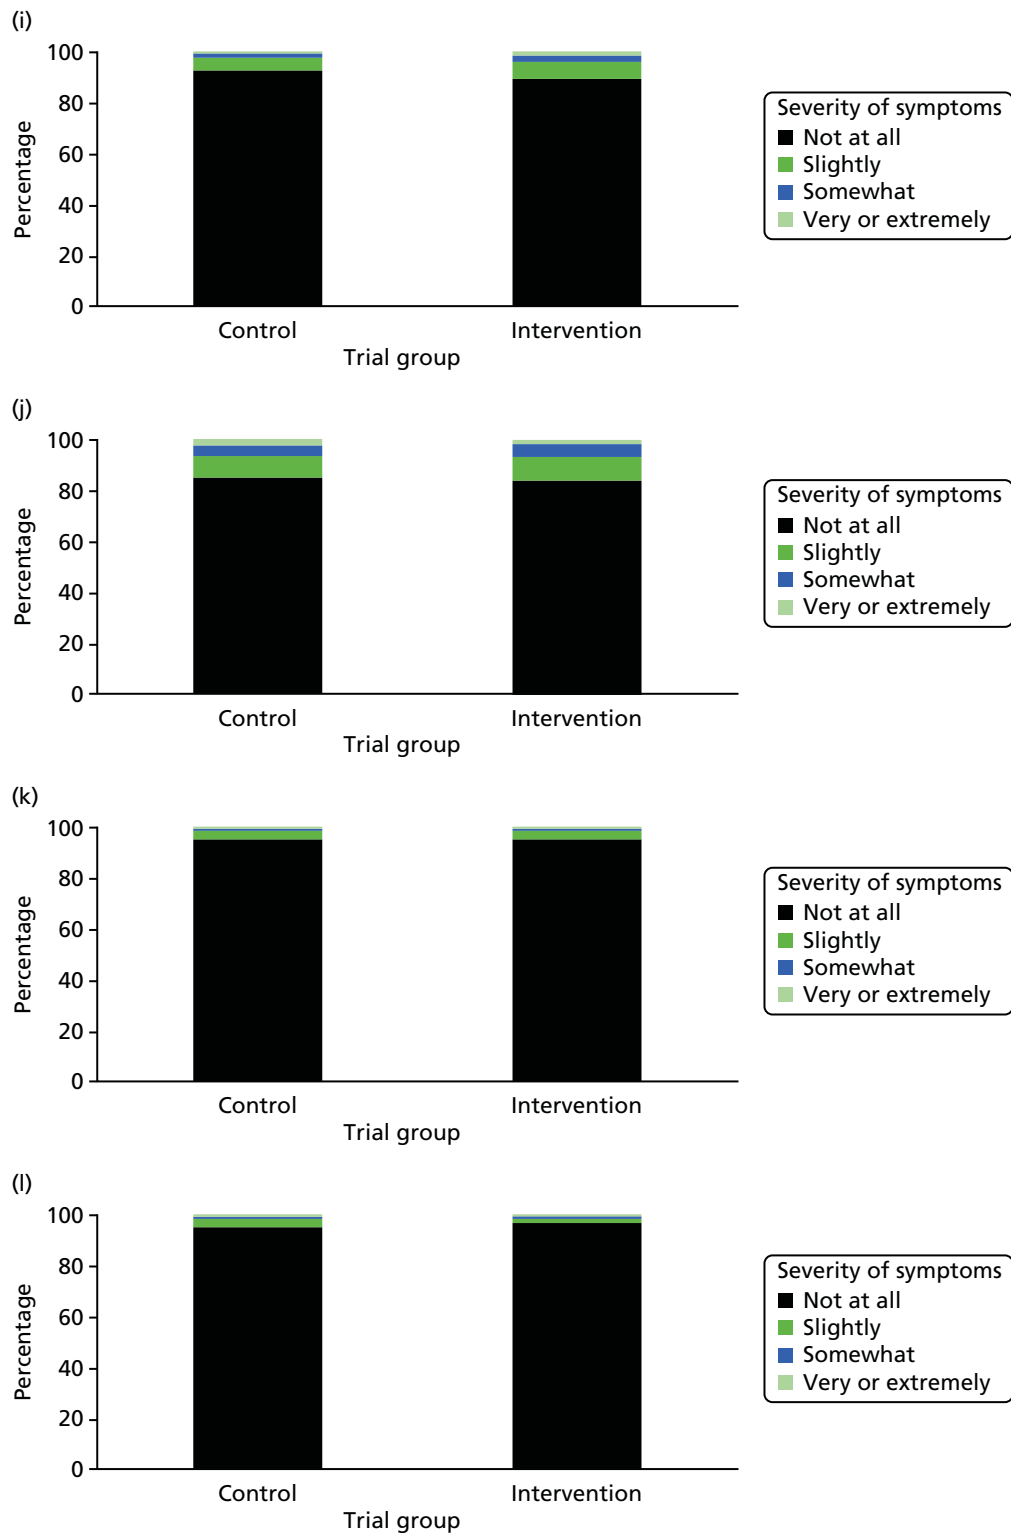 (i)
100
80
60
40
20
0
Percentage
Control
Intervention
Trial group
Severity of symptoms
Not at all
Slightly
Somewhat
Very or extremely
(j)
100
80
60
40
20
0
Percentage
Control
Intervention
Trial group
Severity of symptoms
Not at all
Slightly
Somewhat
Very or extremely
(k)
100
80
60
40
20
0
Percentage
Control
Intervention
Trial group
Severity of symptoms
Not at all
Slightly
Somewhat
Very or extremely
(l)
100
80
60
40
20
0
Percentage
Control
Intervention
Trial group
Severity of symptoms
Not at all
Slightly
Somewhat
Very or extremely